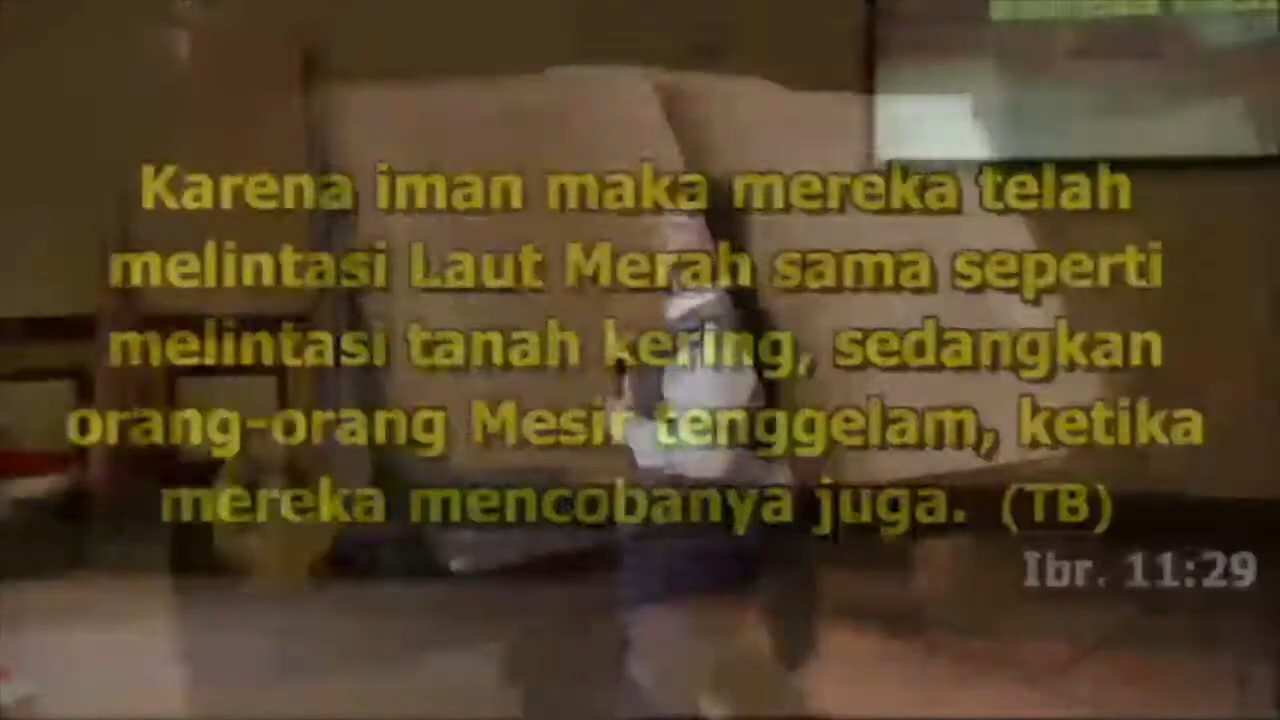 Karena iman maka mereka telah
melintasi Laut Merah sama seperti
melintasi tanah kering, sedangkan
orang-orang Mesir tenggelam, ketika
mereka mencobanya juga. (TB)
Ibr. 11:29